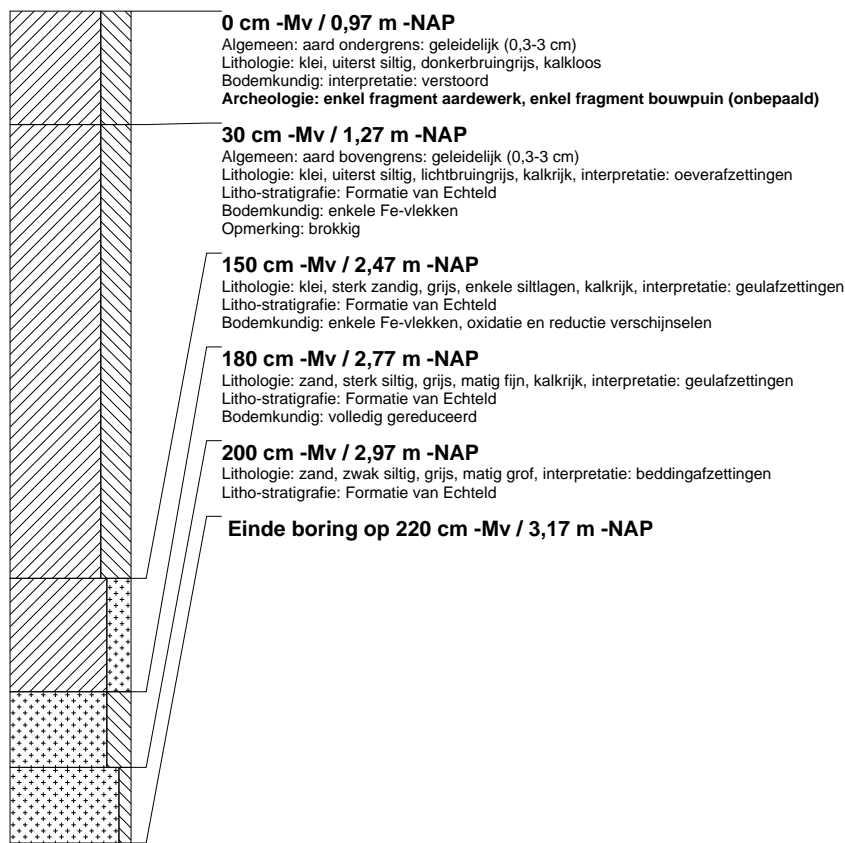 0 cm -Mv / 0,97 m -NAP
Algemeen: aard ondergrens: geleidelijk (0,3-3 cm)
Lithologie: klei, uiterst siltig, donkerbruingrijs, kalkloos
Bodemkundig: interpretatie: verstoord
Archeologie: enkel fragment aardewerk, enkel fragment bouwpuin (onbepaald)
30 cm -Mv / 1,27 m -NAP
Algemeen: aard bovengrens: geleidelijk (0,3-3 cm)
Lithologie: klei, uiterst siltig, lichtbruingrijs, kalkrijk, interpretatie: oeverafzettingen
Litho-stratigrafie: Formatie van Echteld
Bodemkundig: enkele Fe-vlekken
Opmerking: brokkig
150 cm -Mv / 2,47 m -NAP
Lithologie: klei, sterk zandig, grijs, enkele siltlagen, kalkrijk, interpretatie: geulafzettingen
Litho-stratigrafie: Formatie van Echteld
Bodemkundig: enkele Fe-vlekken, oxidatie en reductie verschijnselen
180 cm -Mv / 2,77 m -NAP
Lithologie: zand, sterk siltig, grijs, matig fijn, kalkrijk, interpretatie: geulafzettingen
Litho-stratigrafie: Formatie van Echteld
Bodemkundig: volledig gereduceerd
200 cm -Mv / 2,97 m -NAP
Lithologie: zand, zwak siltig, grijs, matig grof, interpretatie: beddingafzettingen
Litho-stratigrafie: Formatie van Echteld
Einde boring op 220 cm -Mv / 3,17 m -NAP